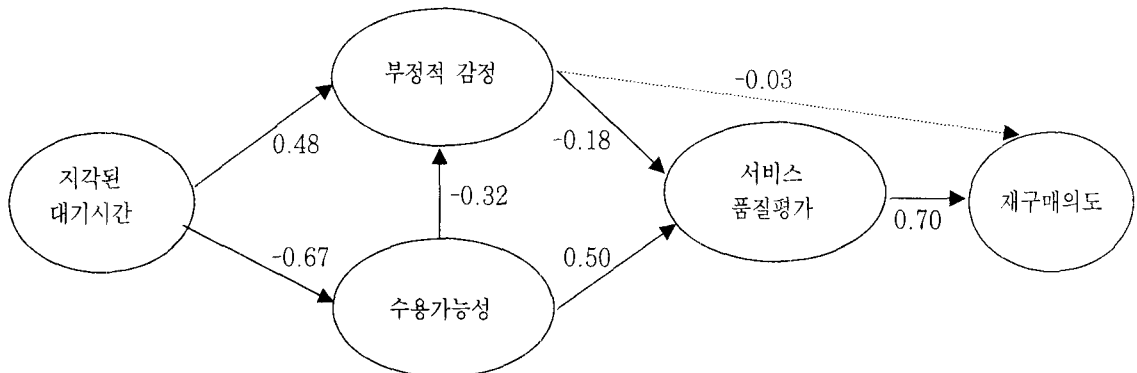 부정적 감정
-0.03
0.48
-0.18
지각된
대기시간
-0.32
서비스
품질평가
0.70
재구매의도
-0.67
0.50
수용가능성